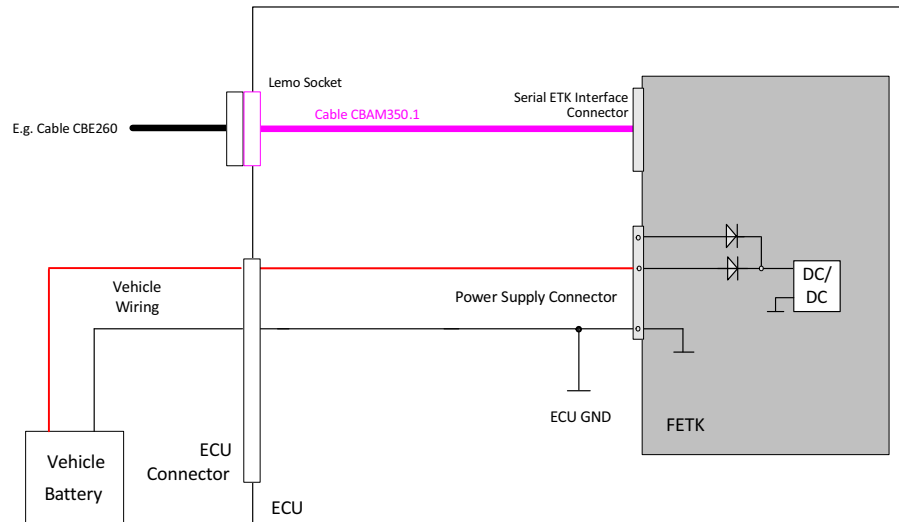 Lemo Socket
Serial ETK Interface
Connector
Cable CBAM350.1
E.g. Cable CBE260
Vehicle
Wiring
Power Supply Connector
DC/
DC
ECU GND
FETK
ECU
Connector
Vehicle
Battery
ECU